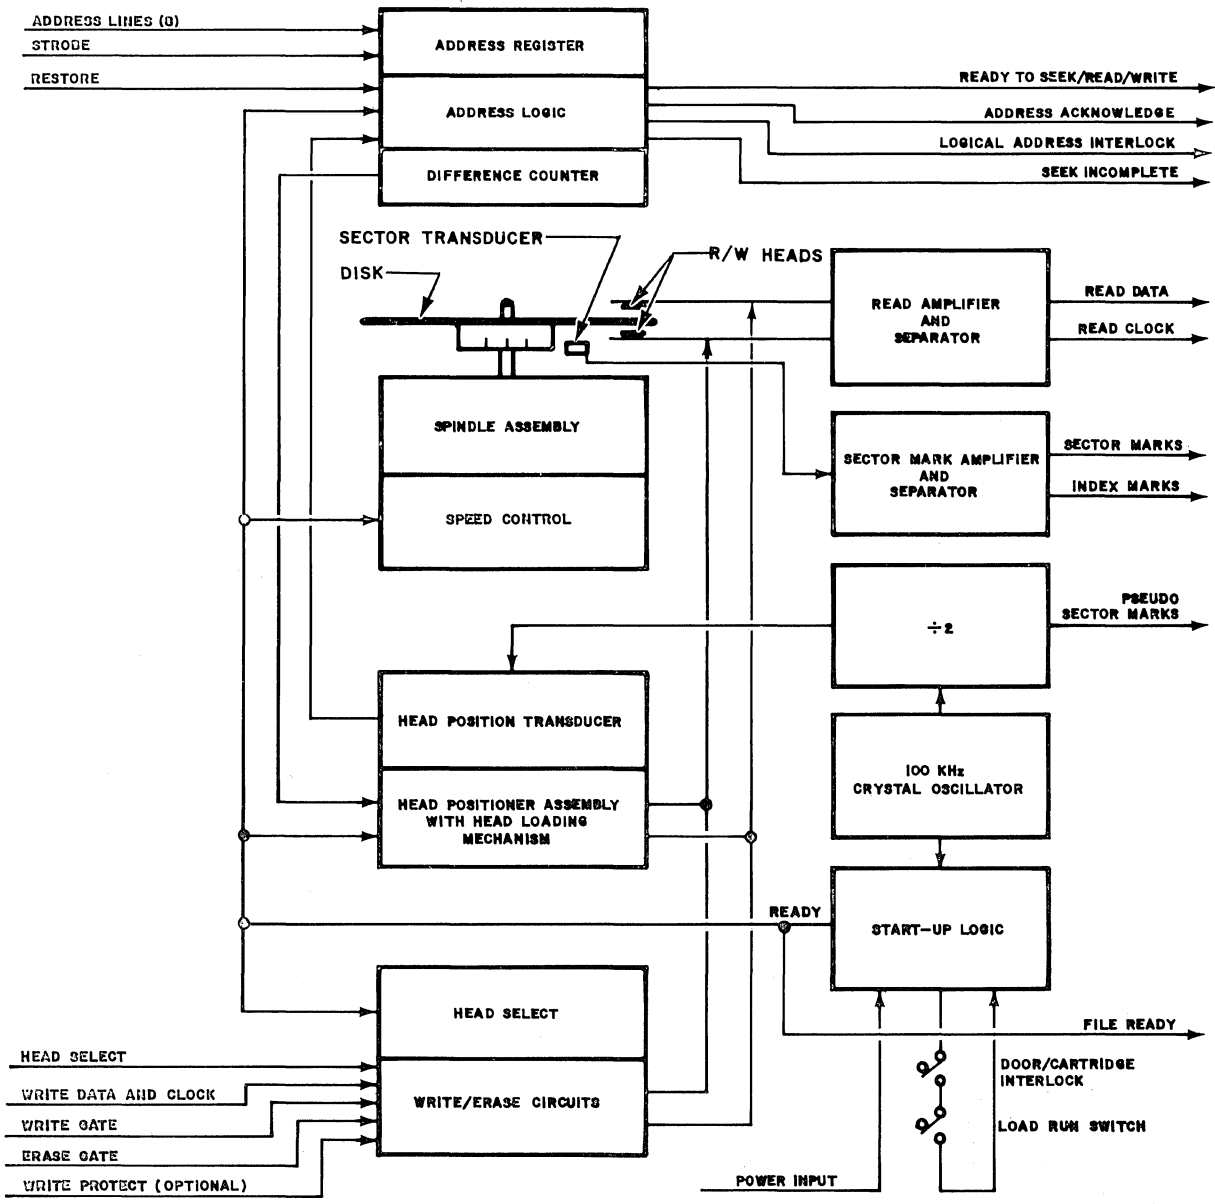 ADDRESS LINES (8)
STROBE
RESTORE
ADDRESS REGISTER
ADDRESS LOGIC
DIFFERENCE COUNTER
READY TO SEEK/READ/WRITE
ADDRESS ACKNOWLEDGE
LOGICAL ADDRESS INTERLOCK
SEEK INCOMPLETE
SECTOR TRANSDUCER
R/W HEADS
DISK
READ AMPLIFIER
AND
SEPARATOR
READ DATA
READ CLOCK
SPINDLE ASSEMBLY
SPEED CONTROL
SECTOR MARK AMPLIFIER
AND
SEPARATOR
SECTOR MARKS
INDEX MARKS
÷2
PSEUDO
SECTOR MARKS
HEAD POSITION TRANSDUCER
HEAD POSITIONER ASSEMBLY
WITH HEAD LOADING
MECHANISM
100 KHz
CRYSTAL OSCILLATOR
READY
START-UP LOGIC
FILE READY
HEAD SELECT
WRITE/ERASE CIRCUITS
HEAD SELECT
WRITE DATA AND CLOCK
WRITE GATE
ERASE GATE
WRITE PROTECT (OPTIONAL)
DOOR/CARTRIDGE
INTERLOCK
LOAD RUN SWITCH
POWER INPUT